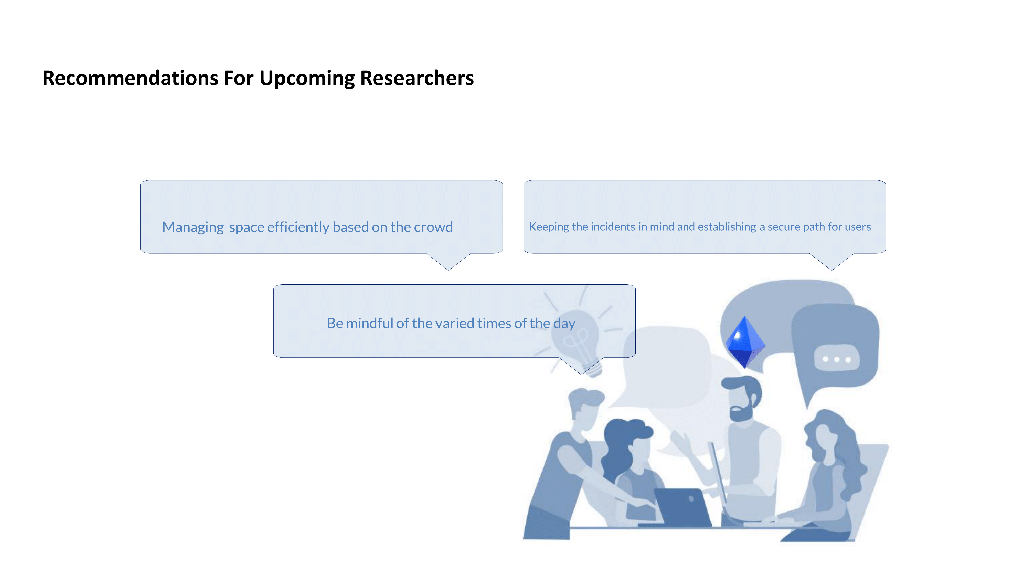 Recommendations For Upcoming Researchers
Managing space efficiently based on the crowd
Keeping the incidents in mind and establishing a secure path for users
Be mindful of the varied times of the day